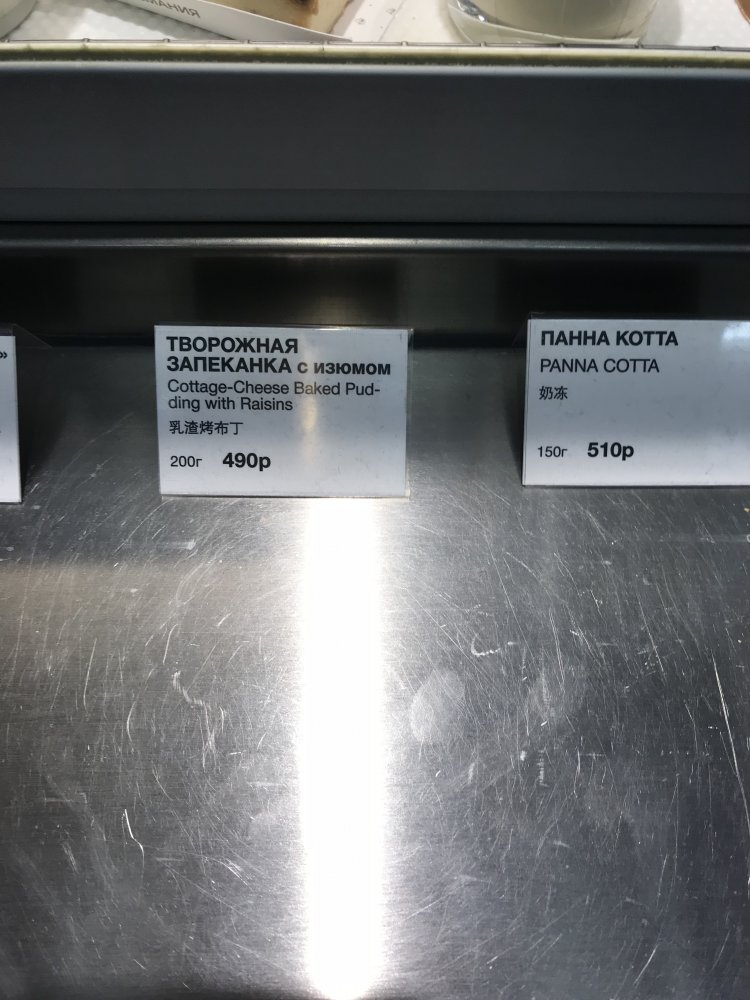 ТВОРОЖНАЯ
ЗАПЕКАНКА с изюмом
Cottage-Cheese Baked Pud-
ding with Raisins
乳渣烤布丁
200г 490р
ПАННА КОТТА
PANNA COTTA
奶冻
150г 510р